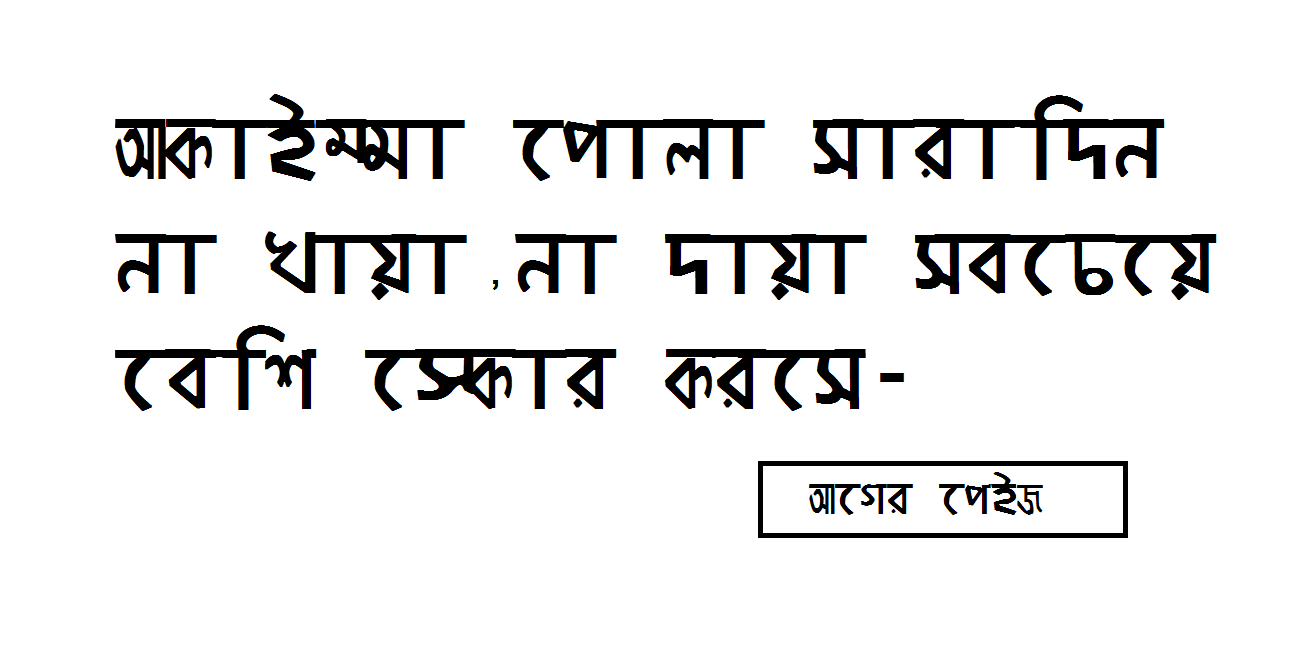 আকাইম্মা পোলা সারাদিন
না খায়া ,না দায়া সবচেয়ে
বেশি স্কোর করসে-
আগের পেইজ